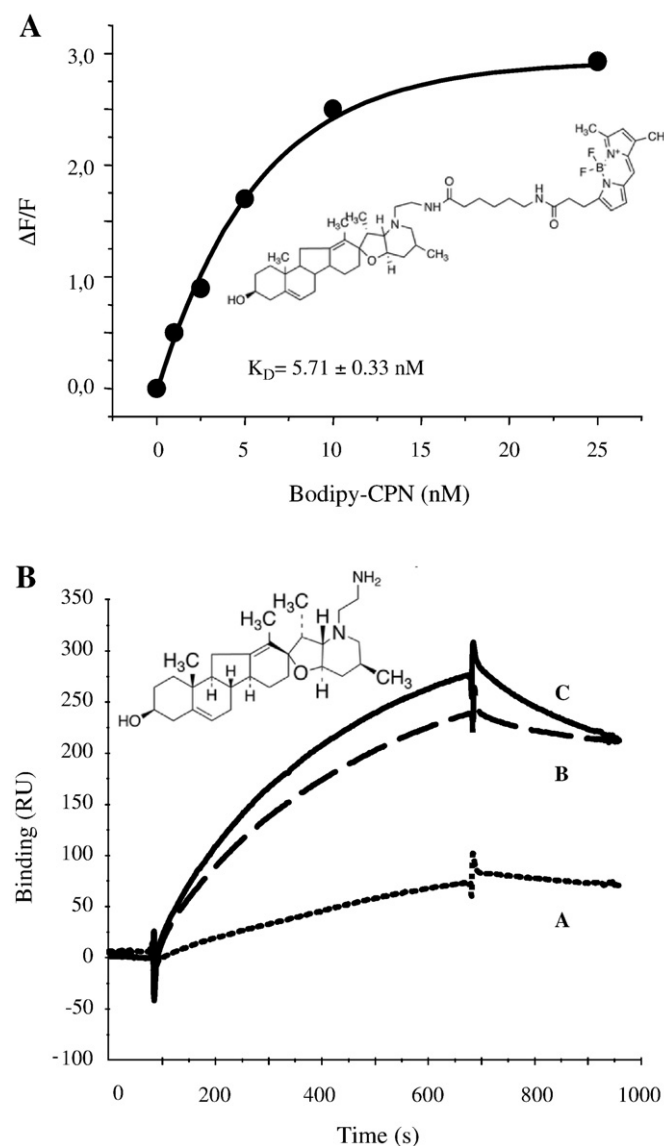 A
3.0
2.0
1,0
0,0
ΔF/F
0
5
10
15
20
25
Bodipy-CPN (nM)
K_D= 5.71 ± 0.33 nM
HO
H₃C
CH₃
H₃C
N
O
H
H
CH₃
NH
O
H
N
O
H₃C
CH₃
F
F
B⁻
N⁺
N
B
350
300
250
200
150
100
50
0
-50
-100
Binding (RU)
0
200
400
600
800
1000
Time (s)
NH₂
H₃C
H₃C
H₃C
H
N
H
H
H
O
H
CH₃
HO
C
B
A